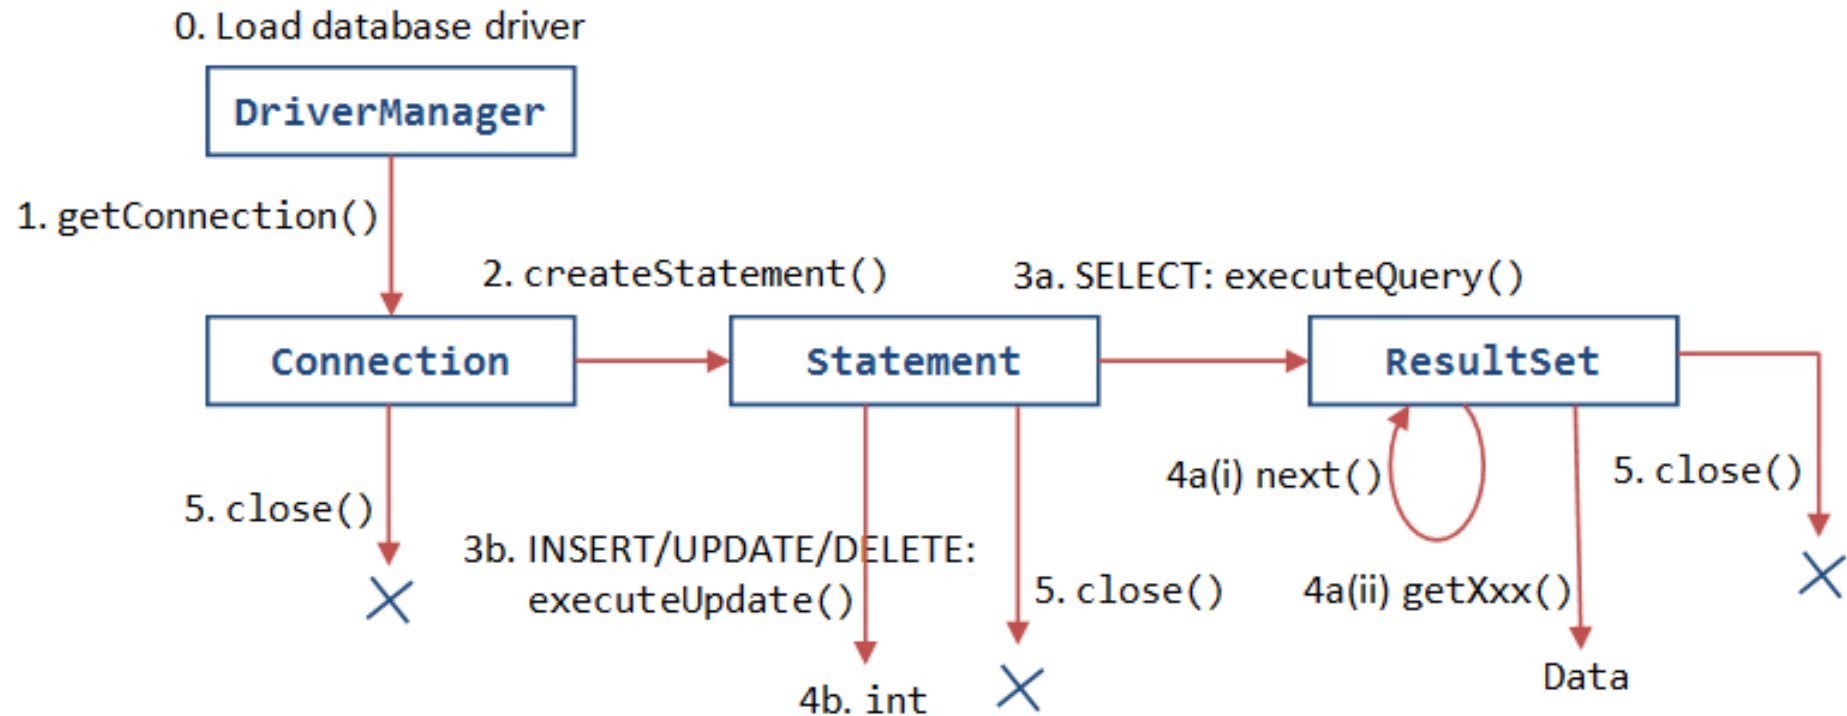 0. Load database driver
DriverManager
1. getConnection()
2. createStatement()
3a. SELECT: executeQuery()
Connection
Statement
ResultSet
4a(i) next()
5. close()
5. close()
3b. INSERT/UPDATE/DELETE:
executeUpdate()
5. close()
4a(ii) getXxx()
4b. int
Data